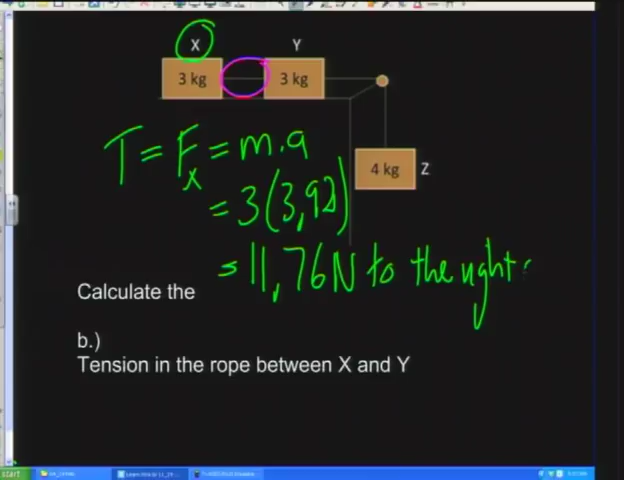 X Y
3 kg 3 kg
4 kg Z
T = Fx = m.a
= 3(3,92)
= 11,76N to the right.
Calculate the
b.)
Tension in the rope between X and Y
start